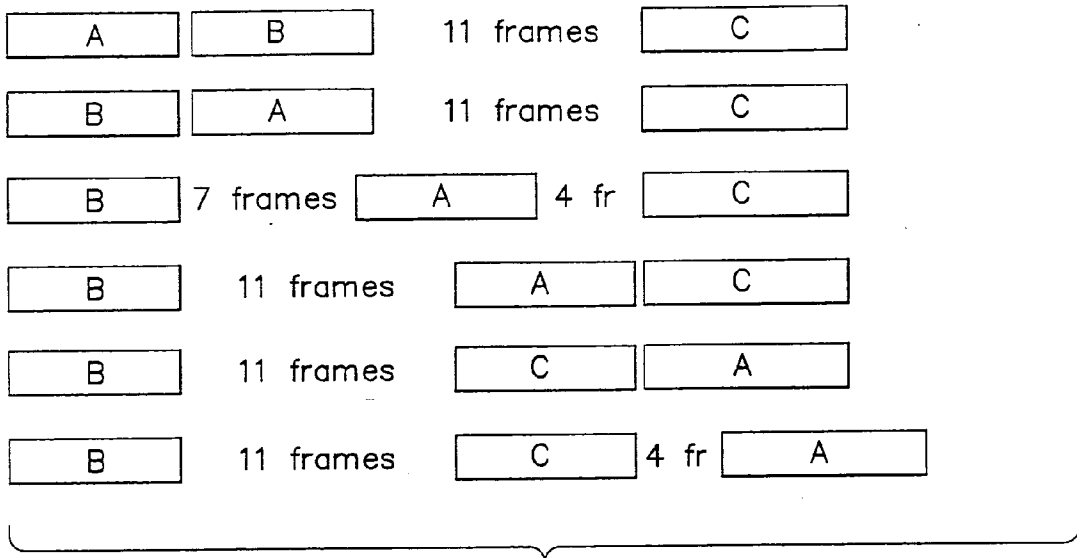 A B 11 frames C
B A 11 frames C
B 7 frames A 4 fr C
B 11 frames A C
B 11 frames C A
B 11 frames C 4 fr A